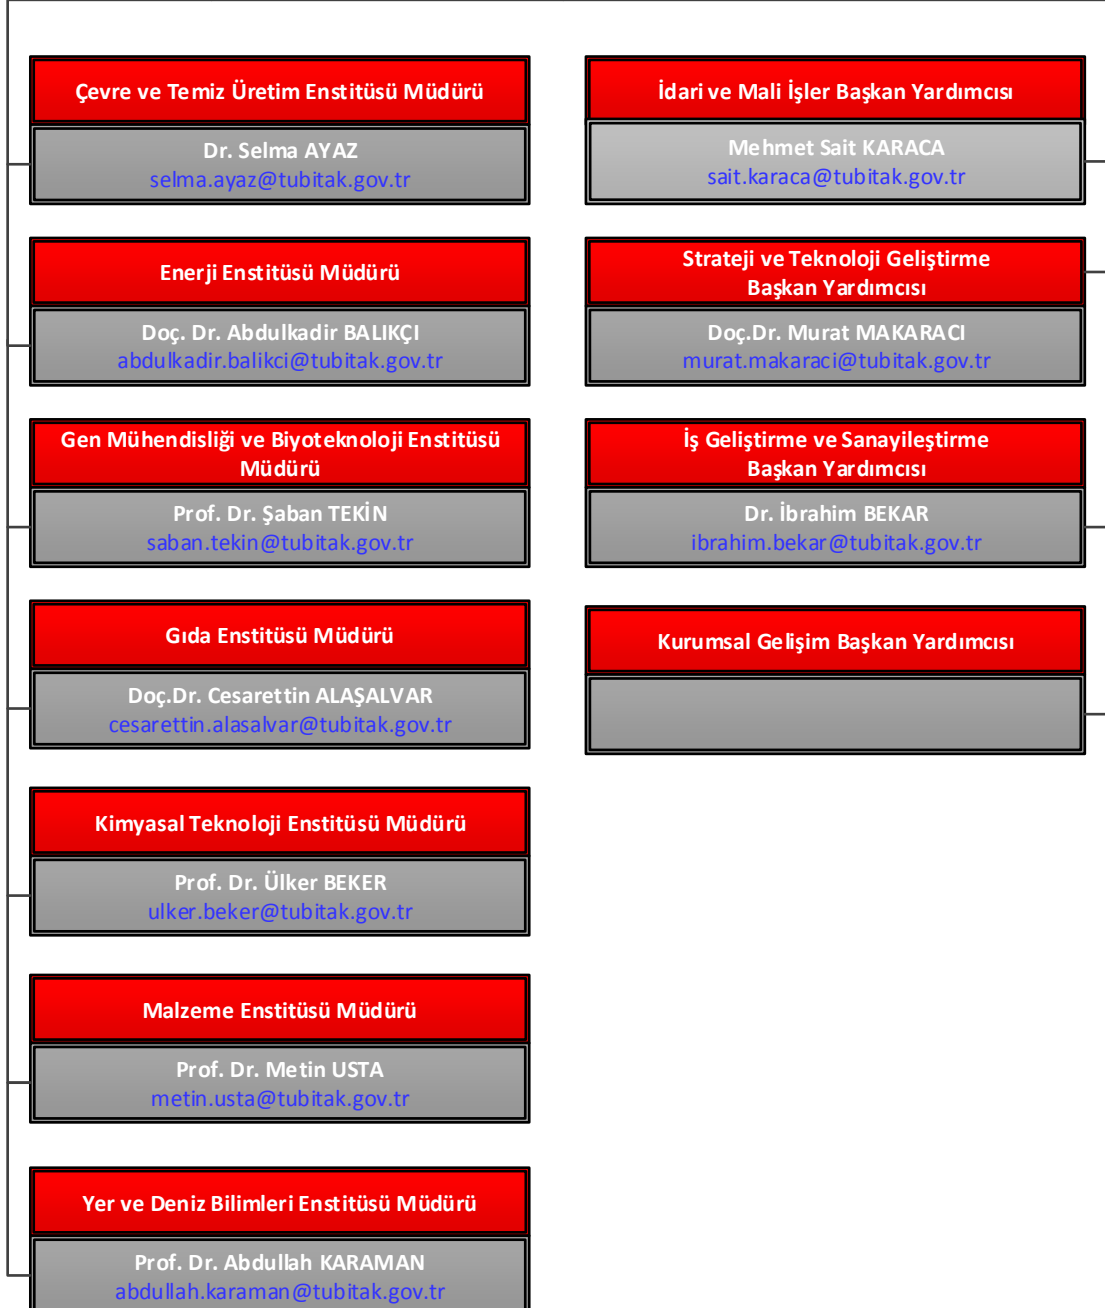 Çevre ve Temiz Üretim Enstitüsü Müdürü
Dr. Selma AYAZ
selma.ayaz@tubitak.gov.tr
Enerji Enstitüsü Müdürü
Doç. Dr. Abdulkadir BALIKÇI
abdulkadir.balikci@tubitak.gov.tr
Gen Mühendisliği ve Biyoteknoloji Enstitüsü
Müdürü
Prof. Dr. Şaban TEKİN
saban.tekin@tubitak.gov.tr
Gıda Enstitüsü Müdürü
Doç.Dr. Cesarettin ALAŞALVAR
cesarettin.alasalvar@tubitak.gov.tr
Kimyasal Teknoloji Enstitüsü Müdürü
Prof. Dr. Ülker BEKER
ulker.beker@tubitak.gov.tr
Malzeme Enstitüsü Müdürü
Prof. Dr. Metin USTA
metin.usta@tubitak.gov.tr
Yer ve Deniz Bilimleri Enstitüsü Müdürü
Prof. Dr. Abdullah KARAMAN
abdullah.karaman@tubitak.gov.tr
İdari ve Mali İşler Başkan Yardımcısı
Mehmet Sait KARACA
sait.karaca@tubitak.gov.tr
Strateji ve Teknoloji Geliştirme
Başkan Yardımcısı
Doç.Dr. Murat MAKARACI
murat.makaraci@tubitak.gov.tr
İş Geliştirme ve Sanayileştirme
Başkan Yardımcısı
Dr. İbrahim BEKAR
ibrahim.bekar@tubitak.gov.tr
Kurumsal Gelişim Başkan Yardımcısı